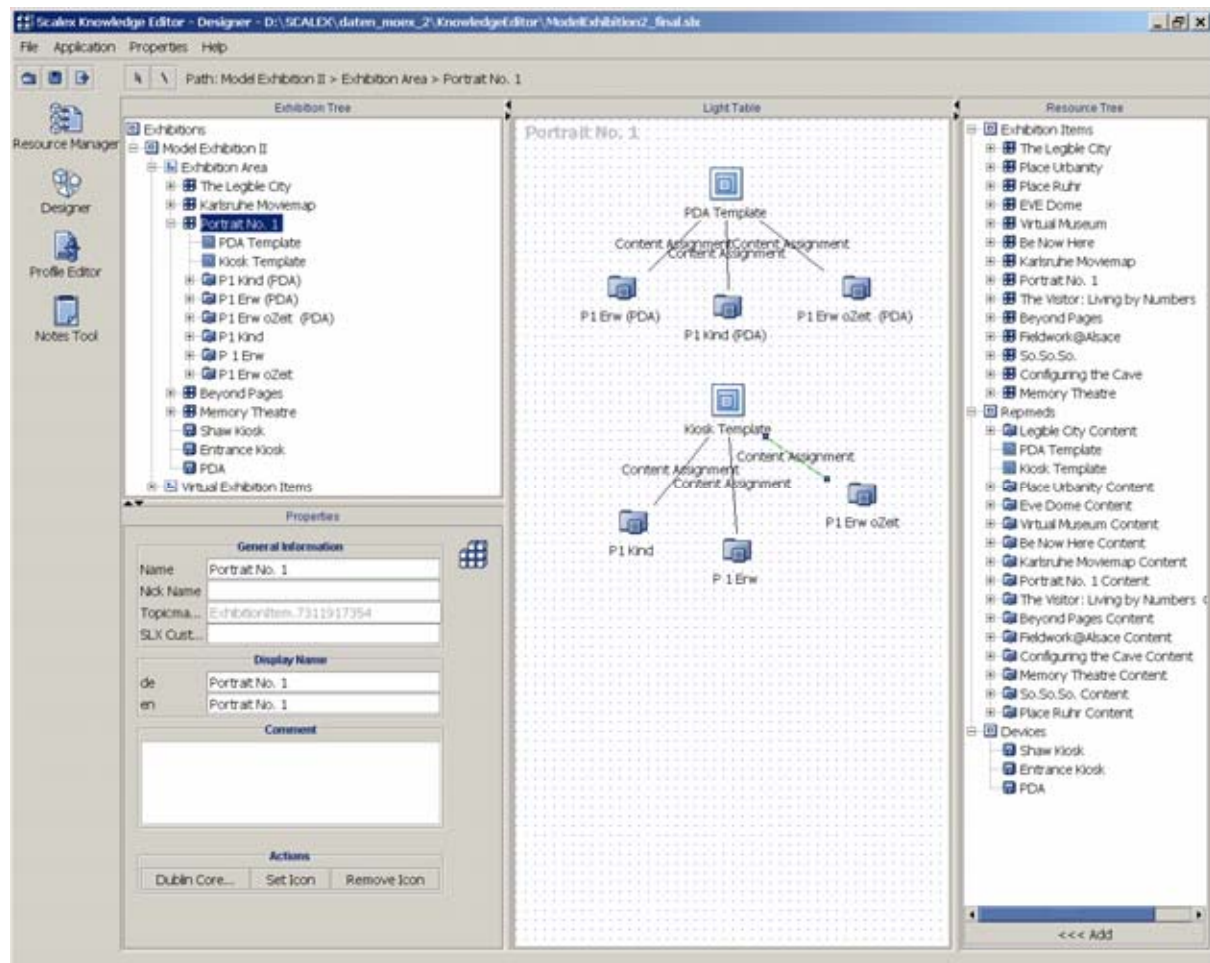 Scalex Knowledge Editor - Designer - D:\SCALEX\daten_moex_2\KnowledgeEditor\ModelExhibition2_final.slx
File Application Properties Help
Path: Model Exhibition II > Exhibition Area > Portrait No. 1
Resource Manager
Designer
Profile Editor
Notes Tool
Exhibition Tree
Exhibitions
Model Exhibition II
Exhibition Area
The Legible City
Karlsruhe Moviemap
Portrait No. 1
PDA Template
Kiosk Template
P1 Kind (PDA)
P1 Erw (PDA)
P1 Erw oZeit (PDA)
P1 Kind
P 1 Erw
P1 Erw oZeit
Beyond Pages
Memory Theatre
Shaw Kiosk
Entrance Kiosk
PDA
Virtual Exhibition Items
Properties
General Information
Name Portrait No. 1
Nick Name
Topicma... ExhibitionItem.7311917354
SLX Cust...
Display Name
de Portrait No. 1
en Portrait No. 1
Comment
Actions
Dublin Core... Set Icon Remove Icon
Light Table
Portrait No. 1
PDA Template
Content Assignment Content Assignment
Content Assignment
P1 Erw (PDA)
P1 Kind (PDA)
P1 Erw oZeit (PDA)
Kiosk Template
Content Assignment
Content Assignment
Content Assignment
P1 Kind
P 1 Erw
P1 Erw oZeit
Resource Tree
Exhibition Items
The Legible City
Place Urbanity
Place Ruhr
EVE Dome
Virtual Museum
Be Now Here
Karlsruhe Moviemap
Portrait No. 1
The Visitor: Living by Numbers
Beyond Pages
Fieldwork@Alsace
So.So.So.
Configuring the Cave
Memory Theatre
Repmeds
Legible City Content
PDA Template
Kiosk Template
Place Urbanity Content
Eve Dome Content
Virtual Museum Content
Be Now Here Content
Karlsruhe Moviemap Content
Portrait No. 1 Content
The Visitor: Living by Numbers C
Beyond Pages Content
Fieldwork@Alsace Content
Configuring the Cave Content
Memory Theatre Content
So.So.So. Content
Place Ruhr Content
Devices
Shaw Kiosk
Entrance Kiosk
PDA
<<< Add